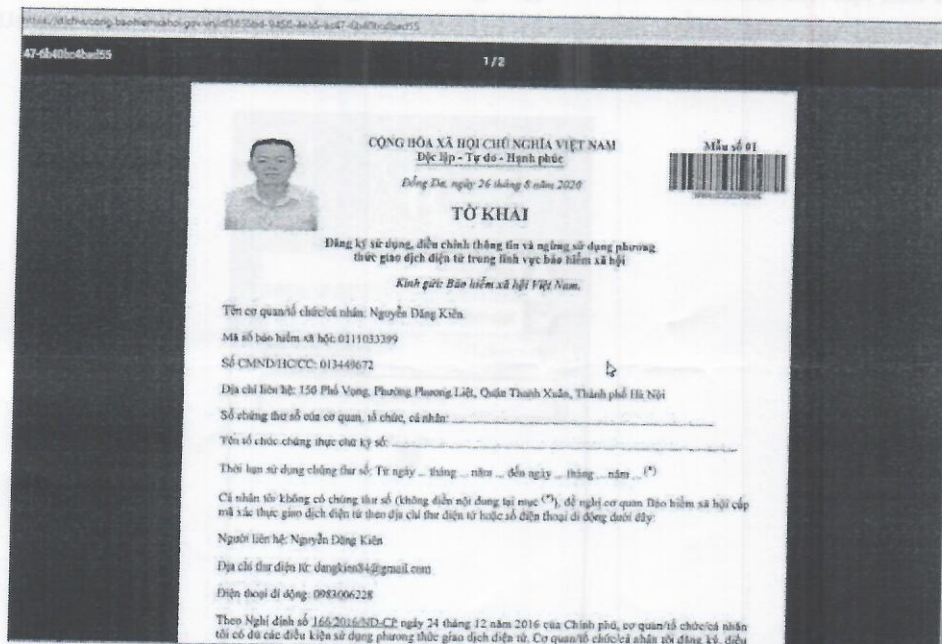 47-6b40bc4bed55
1/2
CỘNG HÒA XÃ HỘI CHỦ NGHĨA VIỆT NAM
Độc lập - Tự do - Hạnh phúc
Mẫu số 01
Đống Đa, ngày 26 tháng 8 năm 2020
TỜ KHAI
Đăng ký sử dụng, điều chỉnh thông tin và ngừng sử dụng phương
thức giao dịch điện tử trong lĩnh vực bảo hiểm xã hội
Kính gửi: Bảo hiểm xã hội Việt Nam.
Tên cơ quan/tổ chức/cá nhân: Nguyễn Đăng Kiên
Mã số bảo hiểm xã hội: 0111033399
Số CMND/HC/CC: 013449672
Địa chỉ liên hệ: 150 Phố Vọng, Phường Phương Liệt, Quận Thanh Xuân, Thành phố Hà Nội
Số chứng thư số của cơ quan, tổ chức, cá nhân:
Tên tổ chức chứng thực chữ ký số:
Thời hạn sử dụng chứng thư số: Từ ngày ... tháng ... năm ... đến ngày ... tháng ... năm ... (*)
Cá nhân tôi không có chứng thư số (không điền nội dung tại mục (*)), đề nghị cơ quan Bảo hiểm xã hội cấp
mã xác thực giao dịch điện tử theo địa chỉ thư điện tử hoặc số điện thoại di động dưới đây:
Người liên hệ: Nguyễn Đăng Kiên
Địa chỉ thư điện tử: dangkien84@gmail.com
Điện thoại di động: 0983006228
Theo Nghị định số 166/2016/NĐ-CP ngày 24 tháng 12 năm 2016 của Chính phủ, cơ quan/tổ chức/cá nhân
tôi có đủ các điều kiện sử dụng phương thức giao dịch điện tử. Cơ quan/tổ chức/cá nhân tôi đăng ký, điều